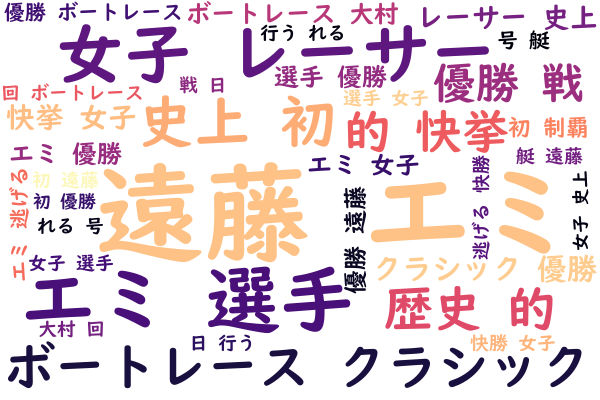 優勝 ボートレース
ボートレース 大村
レーサー 史上
女子 レーサー
行う れる
号 艇
選手 優勝
優勝 戦
戦 日
回 ボートレース
選手 女子
快挙 女子
史上 初
的 快挙
初 制覇
エミ 優勝
艇 遠藤
エミ 女子
初 遠藤
遠藤 エミ
逃げる 快勝
女子 史上
初 優勝
優勝 遠藤
れる 号
エミ 逃げる
女子 選手
クラシック 優勝
エミ 選手
歴史 的
大村 回
日 行う
快勝 女子
ボートレース クラシック